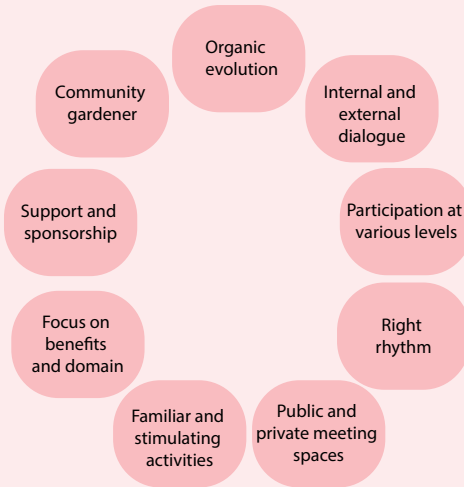 Organic
evolution
Internal and
external
dialogue
Participation at
various levels
Right
rhythm
Public and
private meeting
spaces
Familiar and
stimulating
activities
Focus on
benefits
and domain
Support and
sponsorship
Community
gardener